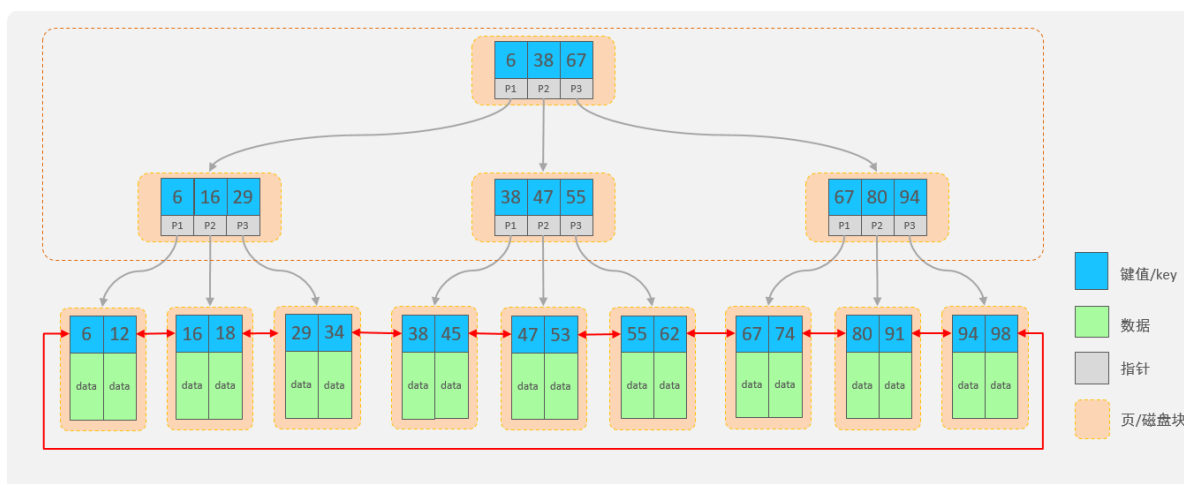 6 38 67
P1 P2 P3
6 16 29
P1 P2 P3
38 47 55
P1 P2 P3
67 80 94
P1 P2 P3
6 12
data data
16 18
data data
29 34
data data
38 45
data data
47 53
data data
55 62
data data
67 74
data data
80 91
data data
94 98
data data
键值/key
数据
指针
页/磁盘块